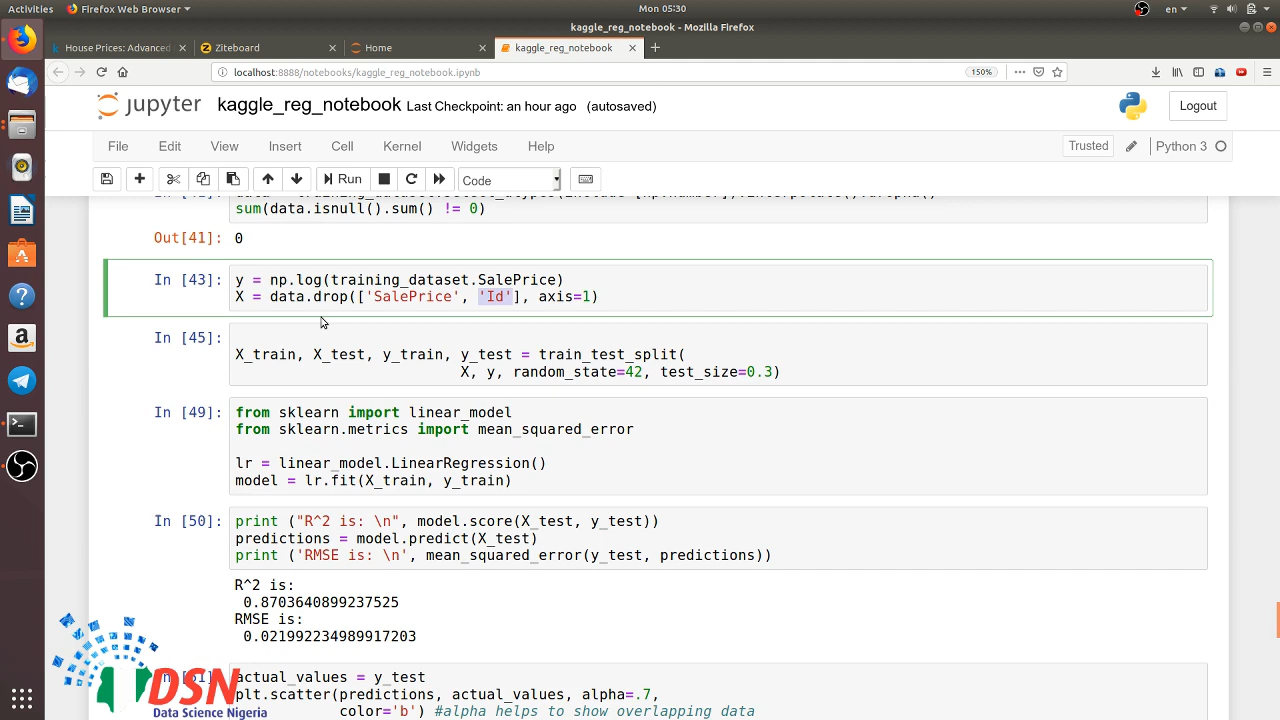 Activities Firefox Web Browser Mon 05:30 en
kaggle_reg_notebook - Mozilla Firefox
House Prices: Advanced Ziteboard Home kaggle_reg_notebook
localhost:8888/notebooks/kaggle_reg_notebook.ipynb 150%
jupyter kaggle_reg_notebook Last Checkpoint: an hour ago (autosaved) Logout
File Edit View Insert Cell Kernel Widgets Help Trusted Python 3
Run Code
sum(data.isnull().sum() != 0)
Out[41]: 0
In [43]: y = np.log(training_dataset.SalePrice)
X = data.drop(['SalePrice', 'Id'], axis=1)
In [45]:
X_train, X_test, y_train, y_test = train_test_split(
X, y, random_state=42, test_size=0.3)
In [49]: from sklearn import linear_model
from sklearn.metrics import mean_squared_error
lr = linear_model.LinearRegression()
model = lr.fit(X_train, y_train)
In [50]: print ("R^2 is: \n", model.score(X_test, y_test))
predictions = model.predict(X_test)
print ('RMSE is: \n', mean_squared_error(y_test, predictions))
R^2 is:
0.8703640899237525
RMSE is:
0.021992234989917203
actual_values = y_test
plt.scatter(predictions, actual_values, alpha=.7,
color='b') #alpha helps to show overlapping data
DSN
Data Science Nigeria